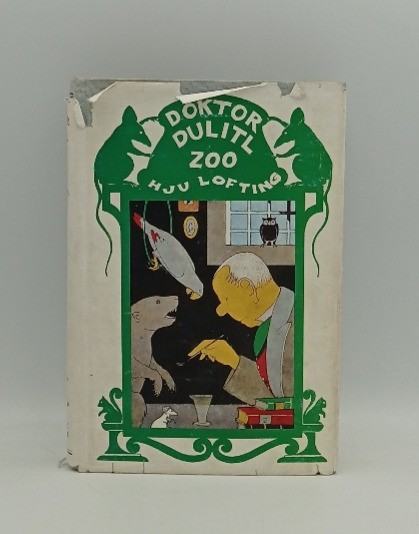 DOKTOR
DULITL
ZOO
HJU LOFTING